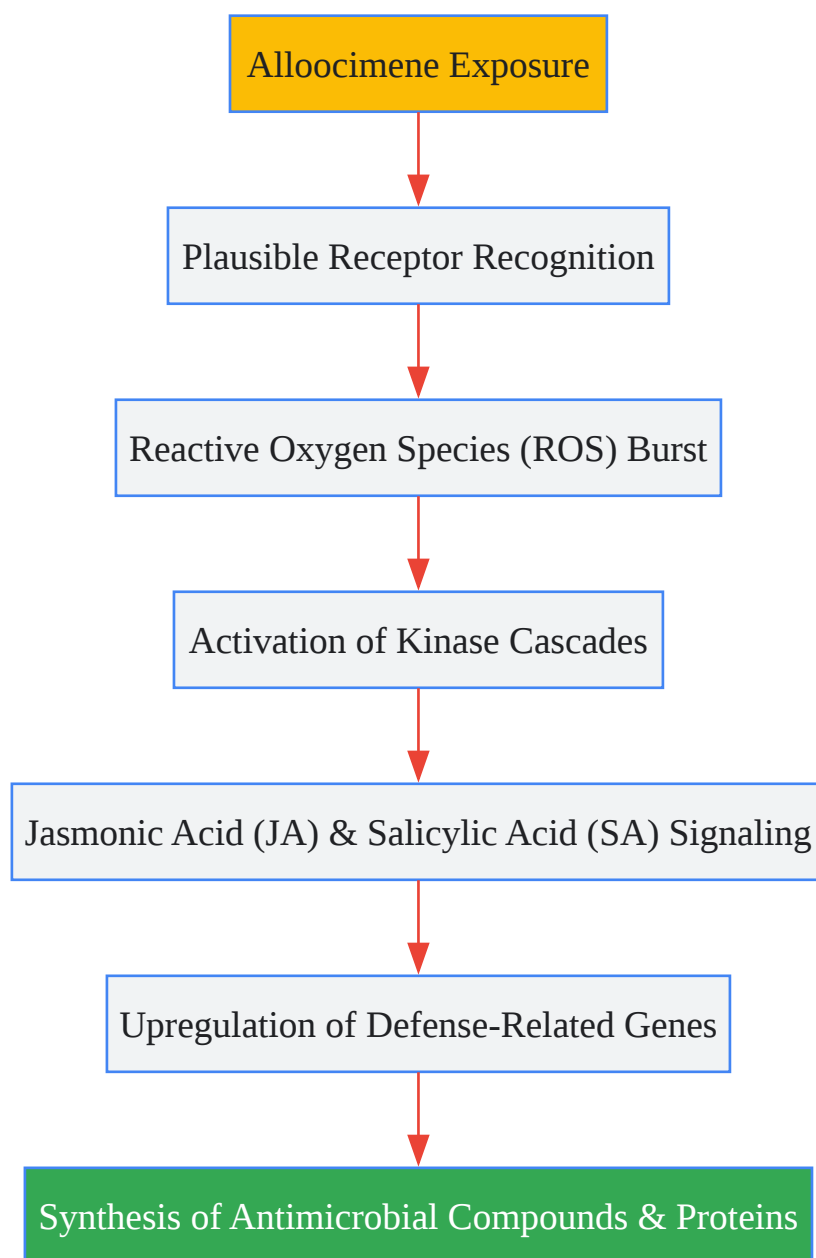 Alloocimene Exposure
Plausible Receptor Recognition
Reactive Oxygen Species (ROS) Burst
Activation of Kinase Cascades
Jasmonic Acid (JA) & Salicylic Acid (SA) Signaling
Upregulation of Defense-Related Genes
Synthesis of Antimicrobial Compounds & Proteins